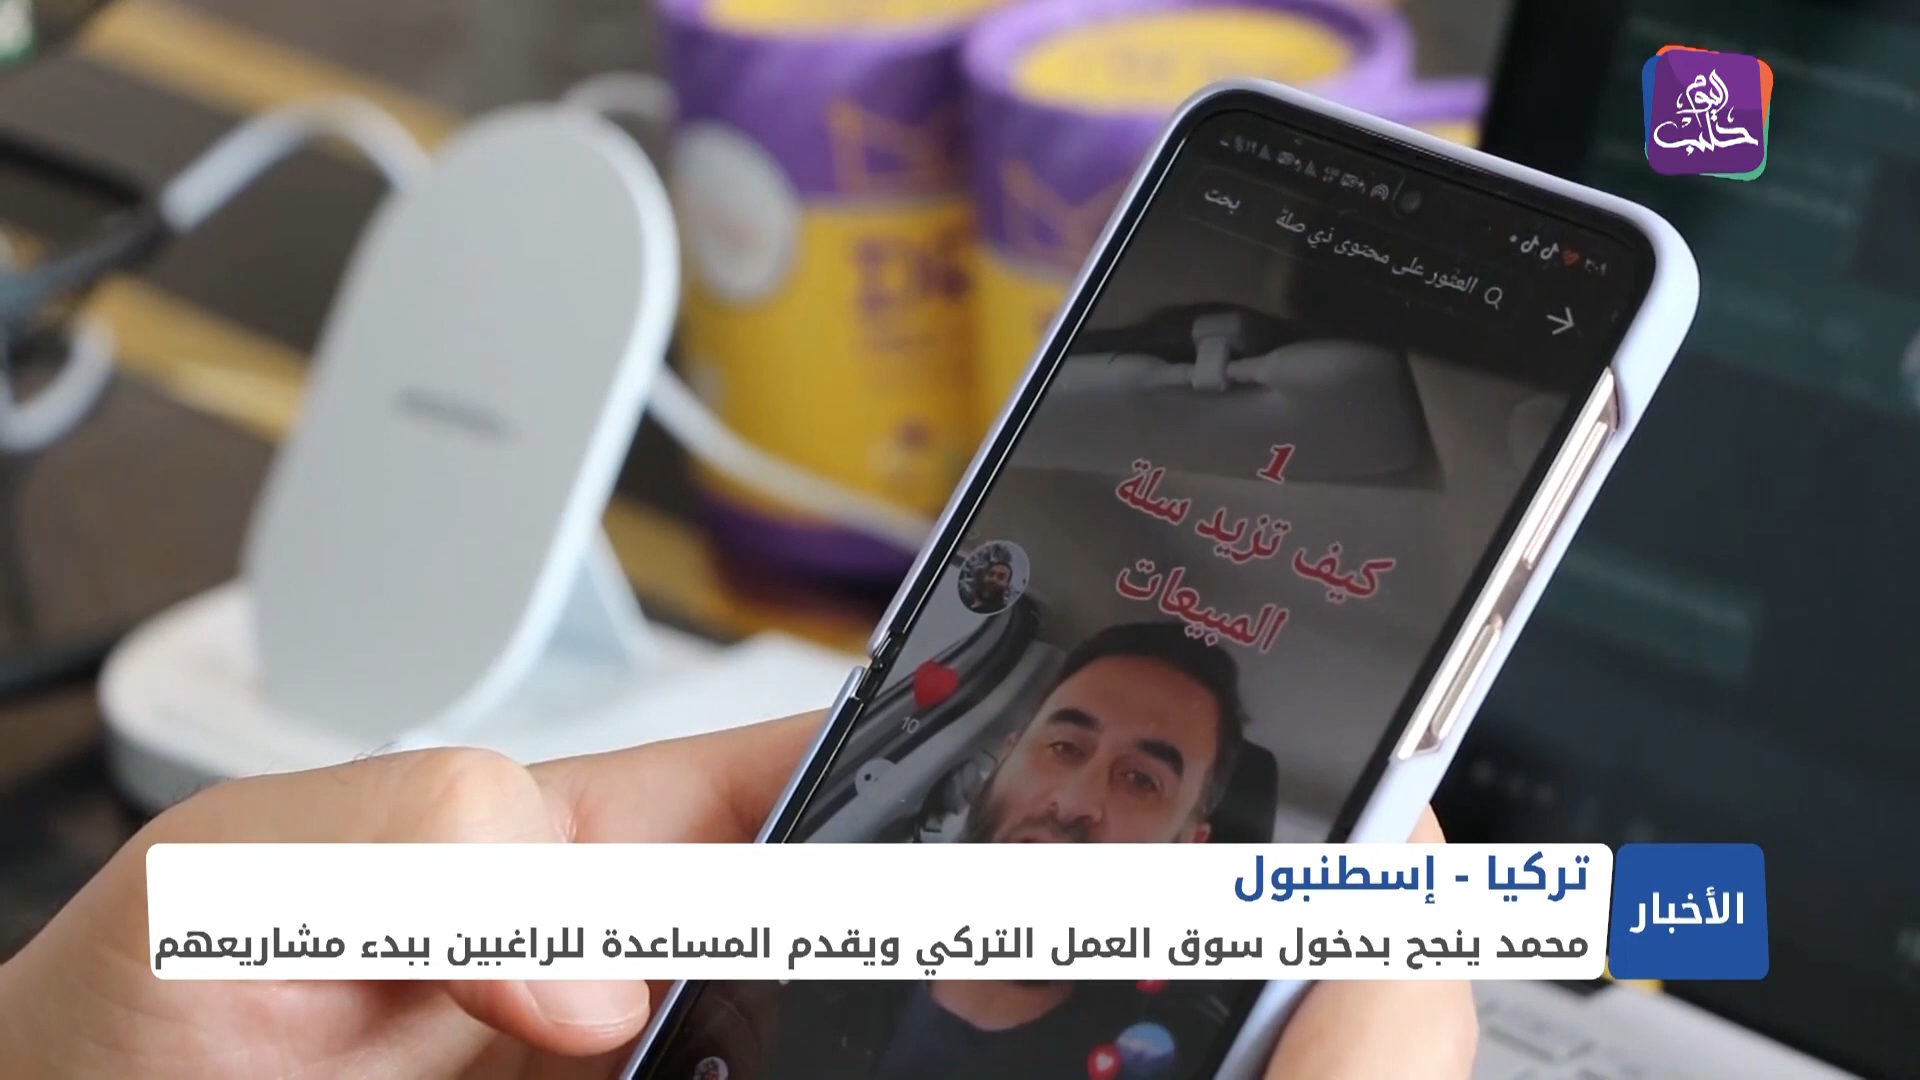 حلب اليوم
بحث
العثور على محتوى ذي صلة
1
كيف تزيد سلة
المبيعات
10
الأخبار
تركيا - إسطنبول
محمد ينجح بدخول سوق العمل التركي ويقدم المساعدة للراغبين ببدء مشاريعهم